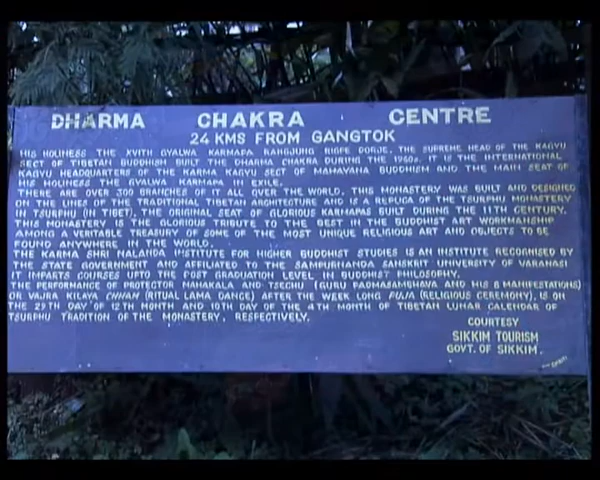 DHARMA CHAKRA CENTRE
24 KMS FROM GANGTOK
HIS HOLINESS THE XVITH GYALWA KARMAPA RANGJUNG RIGPE DORJE, THE SUPREME HEAD OF THE KAGYU
SECT OF TIBETAN BUDDHISM BUILT THE DHARMA CHAKRA DURING THE 1960s. IT IS THE INTERNATIONAL
KAGYU HEADQUARTERS OF THE KARMA KAGYU SECT OF MAHAYANA BUDDHISM AND THE MAIN SEAT OF
HIS HOLINESS THE GYALWA KARMAPA IN EXILE.
THERE ARE OVER 300 BRANCHES OF IT ALL OVER THE WORLD. THIS MONASTERY WAS BUILT AND DESIGNED
ON THE LINES OF THE TRADITIONAL TIBETAN ARCHITECTURE AND IS A REPLICA OF THE TSURPHU MONASTERY
IN TSURPHU (IN TIBET), THE ORIGINAL SEAT OF GLORIOUS KARMAPAS BUILT DURING THE 11TH CENTURY.
THIS MONASTERY IS THE GLORIOUS TRIBUTE TO THE BEST IN THE BUDDHIST ART WORKMANSHIP
AMONG A VERITABLE TREASURY OF SOME OF THE MOST UNIQUE RELIGIOUS ART AND OBJECTS TO BE
FOUND ANYWHERE IN THE WORLD.
THE KARMA SHRI NALANDA INSTITUTE FOR HIGHER BUDDHIST STUDIES IS AN INSTITUTE RECOGNISED BY
THE STATE GOVERNMENT AND AFFILIATED TO THE SAMPURNANDA SANSKRIT UNIVERSITY OF VARANASI
IT IMPARTS COURSES UPTO THE POST GRADUATION LEVEL IN BUDDHIST PHILOSOPHY.
THE PERFORMANCE OF PROTECTOR MAHAKALA AND TSECHU (GURU PADMASAMBHAVA AND HIS 8 MANIFESTATIONS)
OR VAJRA KILAYA CHHAM (RITUAL LAMA DANCE) AFTER THE WEEK LONG PUJA (RELIGIOUS CEREMONY), IS ON
THE 29TH DAY OF 12TH MONTH AND 10TH DAY OF THE 4TH MONTH OF TIBETAN LUNAR CALENDAR OF
TSURPHU TRADITION OF THE MONASTERY, RESPECTIVELY.
COURTESY
SIKKIM TOURISM
GOVT. OF SIKKIM.